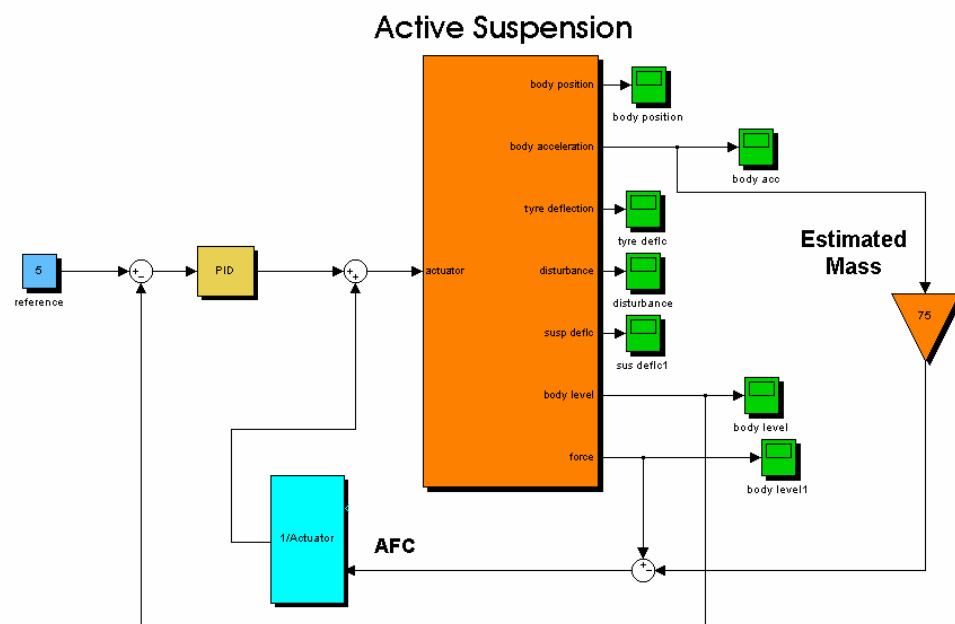 Active Suspension
body position
body position
body acceleration
body acc
tyre deflection
tyre deflc
Estimated
Mass
5
reference
+
−
PID
+
+
actuator
disturbance
disturbance
75
susp deflc
sus deflc1
body level
body level
force
body level1
1/Actuator
AFC
+
−